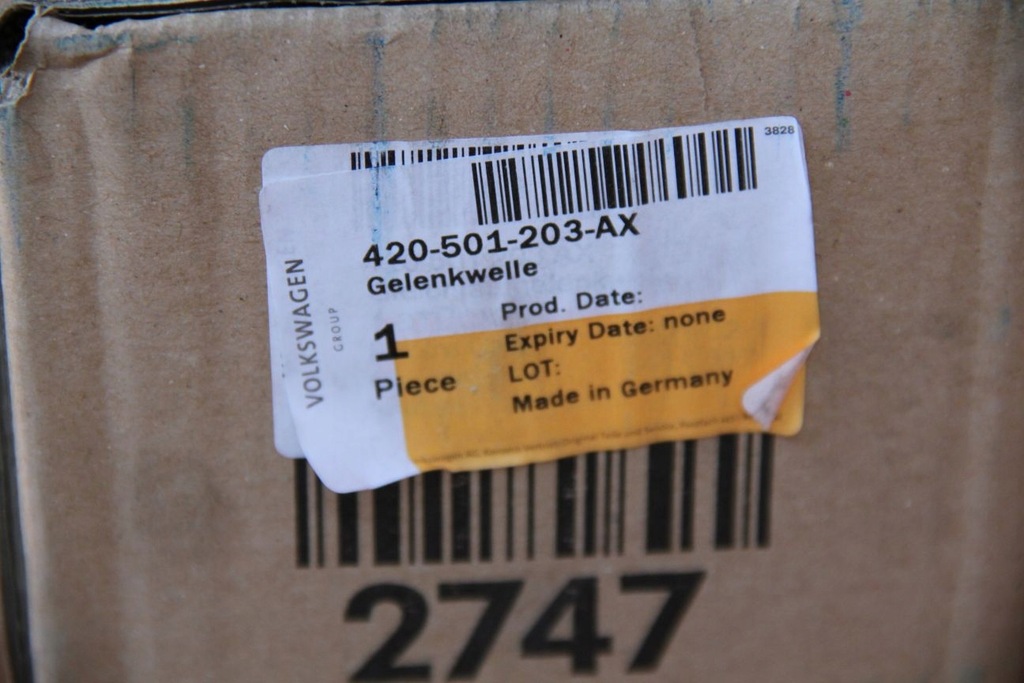 3828
420-501-203-AX
Gelenkwelle
VOLKSWAGEN
GROUP
1
Piece
Prod. Date:
Expiry Date: none
LOT:
Made in Germany
2747